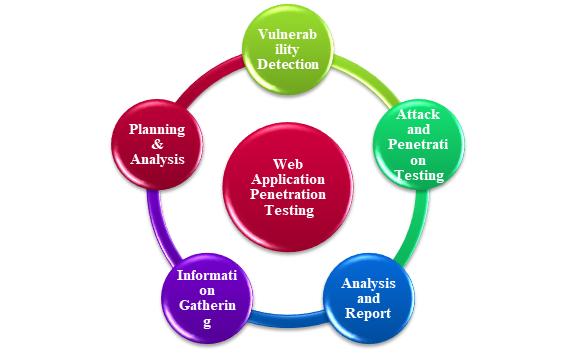 Vulnerab
ility
Detection
Attack
and
Penetrati
on
Testing
Planning
&
Analysis
Web
Application
Penetration
Testing
Informati
on
Gatherin
g
Analysis
and
Report